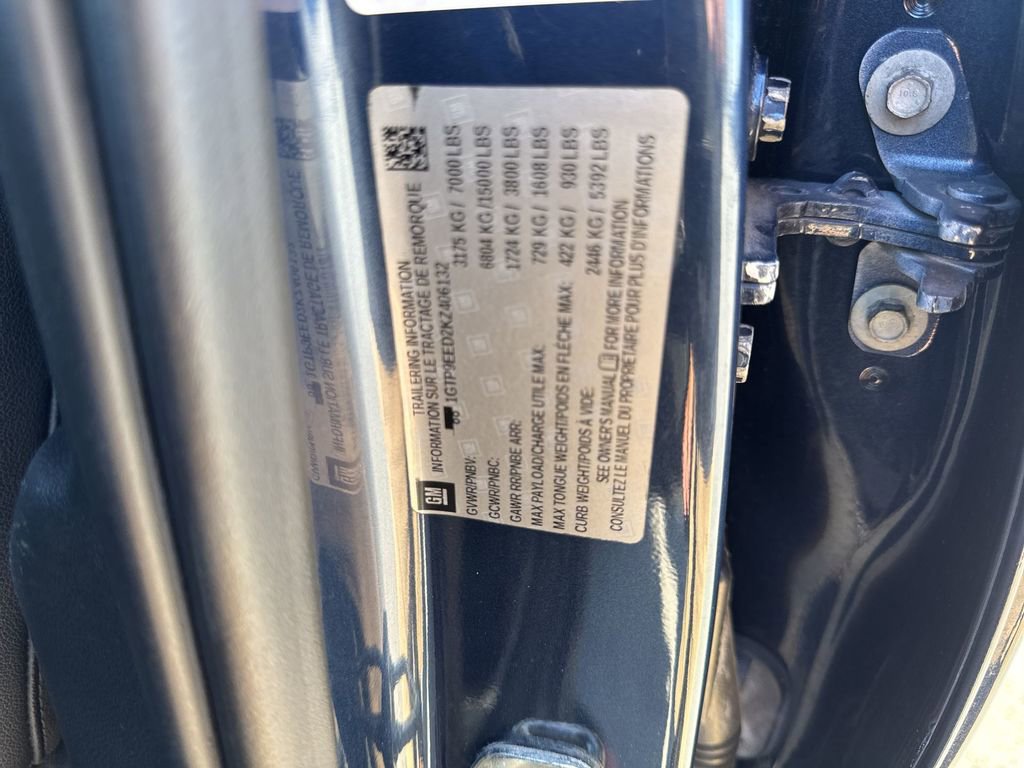 TRAILERING INFORMATION
INFORMATION SUR LE TRACTAGE DE REMORQUE
GM
1GTP9EED2KZ406132
GVWR/PNBV: 3175 KG/ 7000 LBS
GCWR/PNBC: 6804 KG/15000 LBS
GAWR RR/PNBE ARR: 1724 KG/ 3800 LBS
MAX PAYLOAD/CHARGE UTILE MAX: 729 KG/ 1608 LBS
MAX TONGUE WEIGHT/POIDS EN FLÈCHE MAX: 422 KG/ 930 LBS
CURB WEIGHT/POIDS À VIDE: 2446 KG/ 5392 LBS
SEE OWNER'S MANUAL FOR MORE INFORMATION
CONSULTEZ LE MANUEL DU PROPRIETAIRE POUR PLUS D'INFORMATIONS
10.8